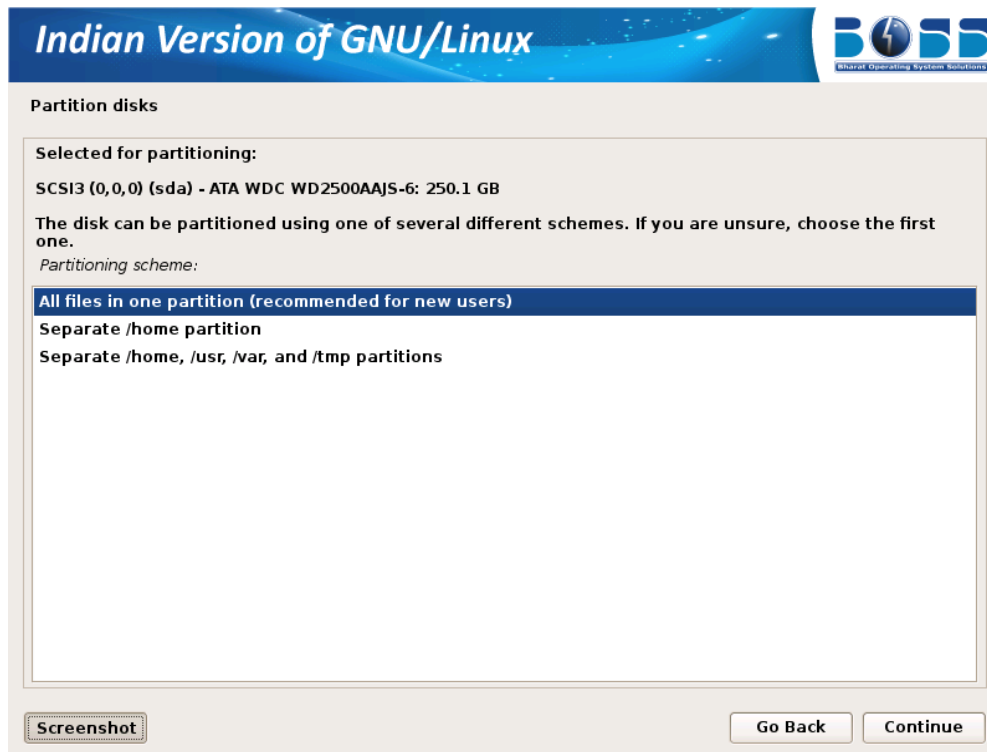 Indian Version of GNU/Linux
BOSS
Bharat Operating System Solutions
Partition disks
Selected for partitioning:
SCSI3 (0,0,0) (sda) - ATA WDC WD2500AAJS-6: 250.1 GB
The disk can be partitioned using one of several different schemes. If you are unsure, choose the first
one.
Partitioning scheme:
All files in one partition (recommended for new users)
Separate /home partition
Separate /home, /usr, /var, and /tmp partitions
Screenshot
Go Back
Continue